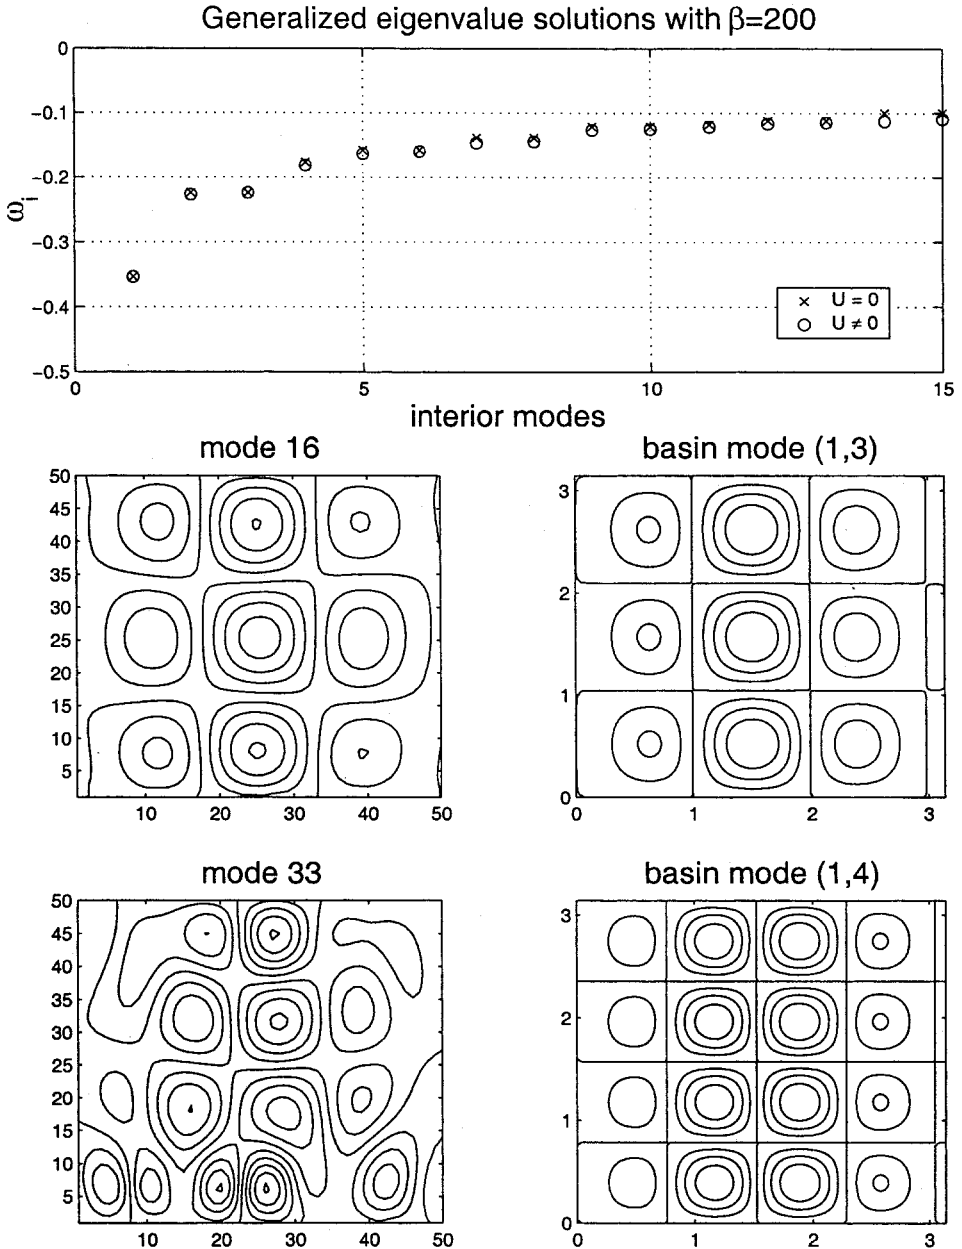 Generalized eigenvalue solutions with β=200
0
−0.1
−0.2
−0.3
−0.4
−0.5
ω_i
× U = 0
○ U ≠ 0
0 5 10 15
interior modes
mode 16
50
45
40
35
30
25
20
15
10
5
10 20 30 40 50
basin mode (1,3)
3
2
1
0
0 1 2 3
mode 33
50
45
40
35
30
25
20
15
10
5
10 20 30 40 50
basin mode (1,4)
3
2
1
0
0 1 2 3